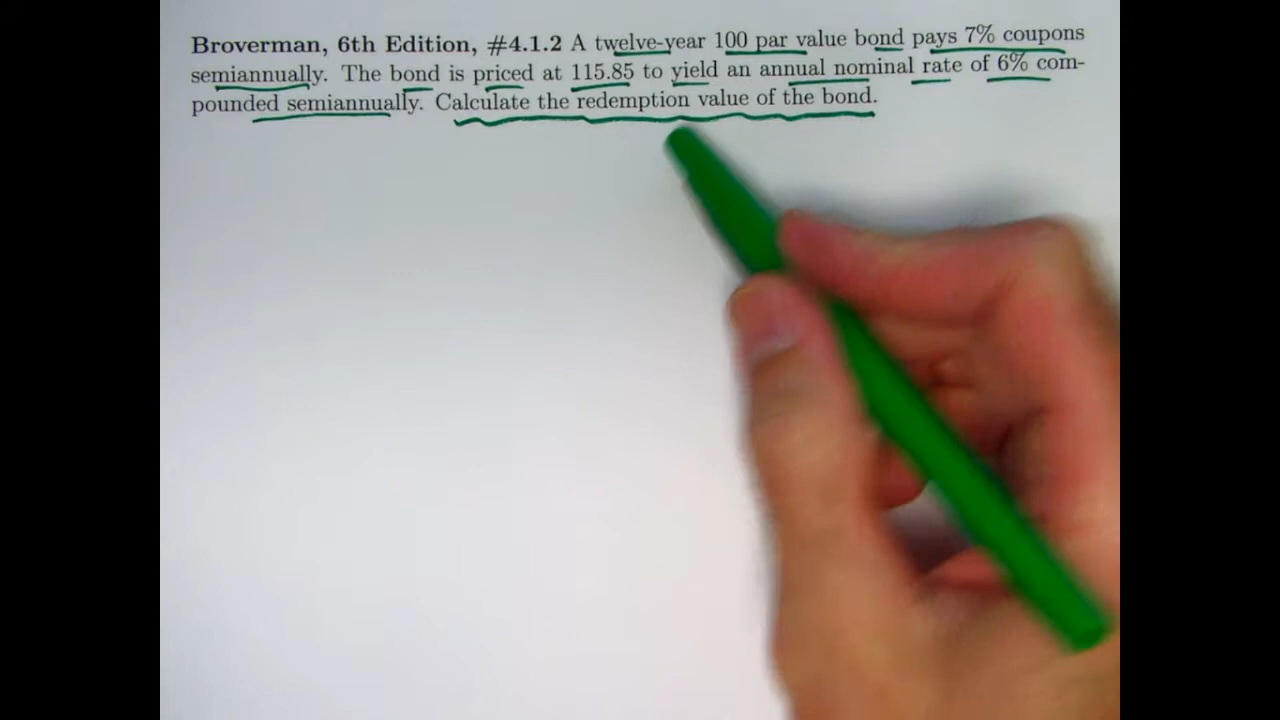 Broverman, 6th Edition, #4.1.2 A twelve-year 100 par value bond pays 7% coupons
semiannually. The bond is priced at 115.85 to yield an annual nominal rate of 6% com-
pounded semiannually. Calculate the redemption value of the bond.